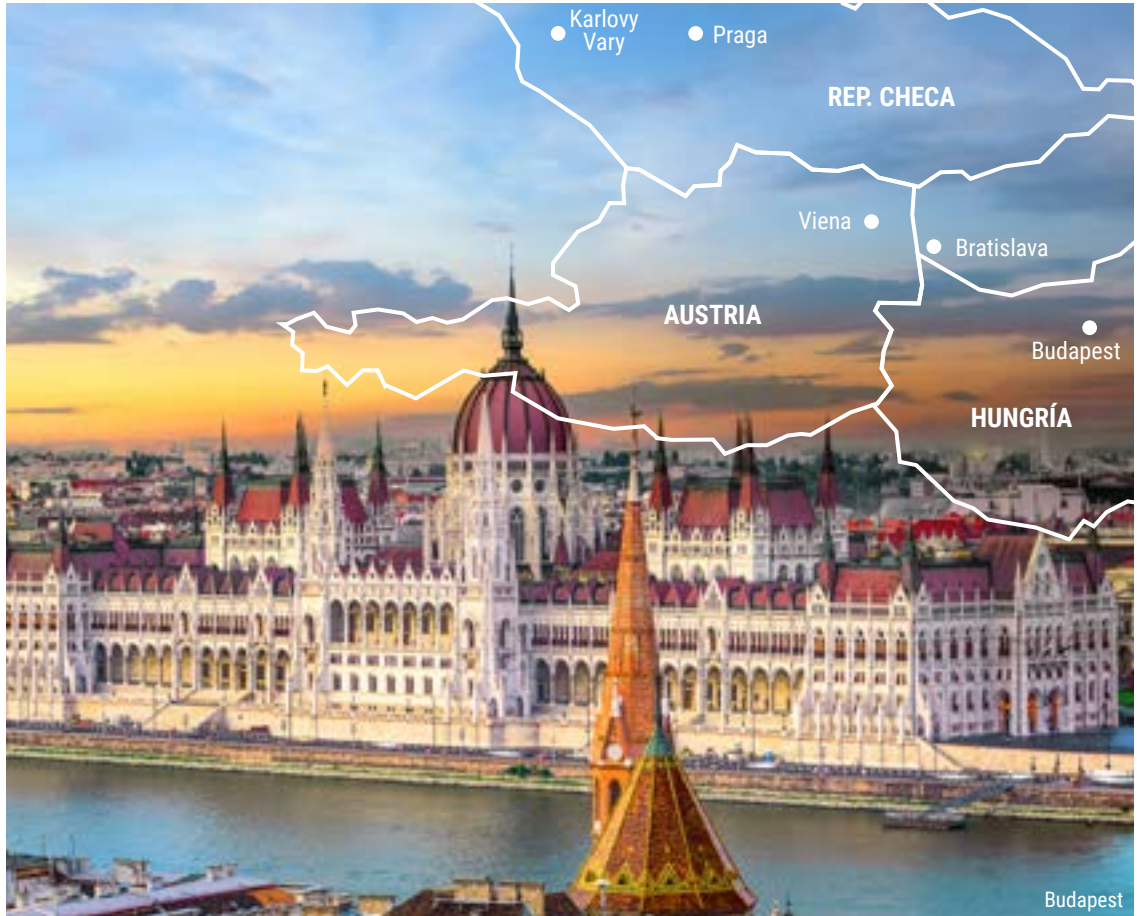 Karlovy
Vary
Praga
REP. CHECA
Viena
Bratislava
AUSTRIA
Budapest
HUNGRÍA
Budapest